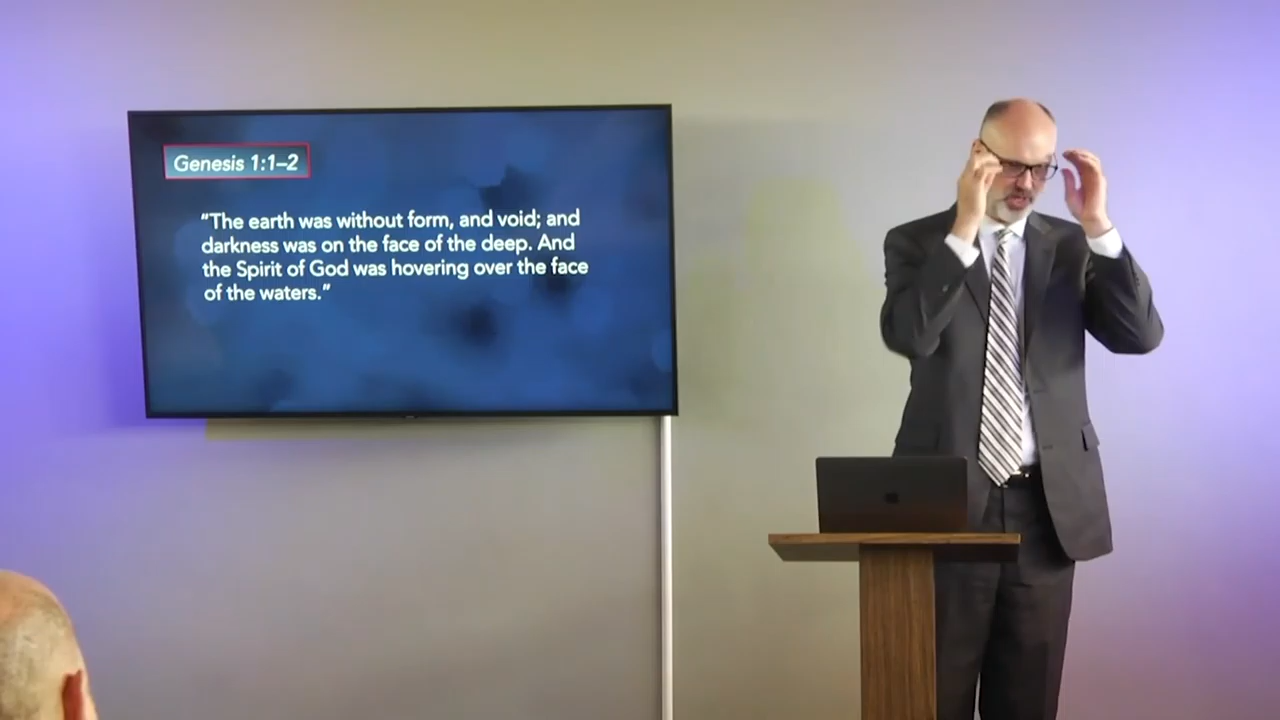 Genesis 1:1–2
“The earth was without form, and void; and
darkness was on the face of the deep. And
the Spirit of God was hovering over the face
of the waters.”